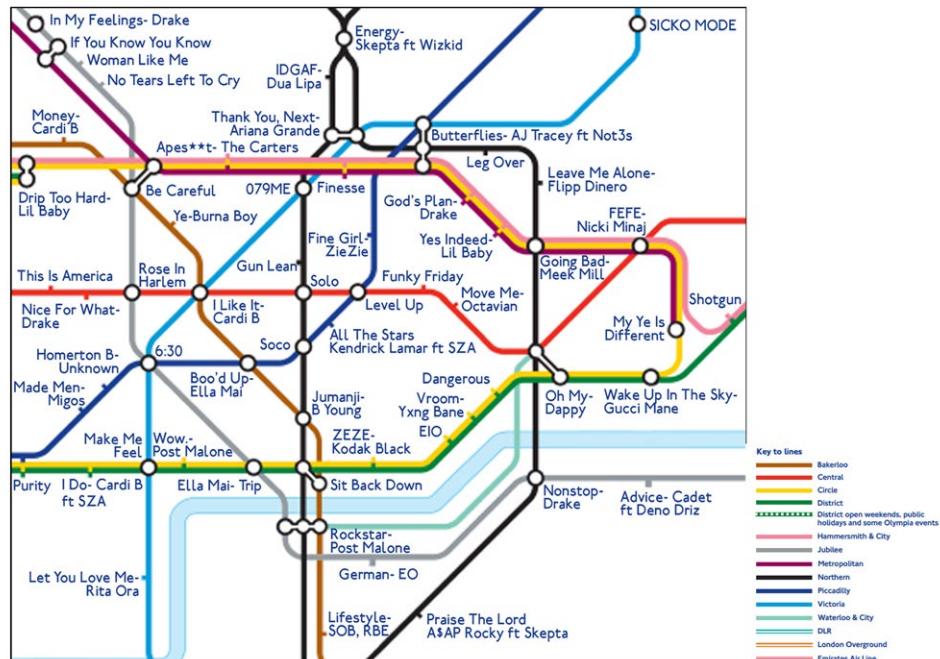 In My Feelings- Drake
If You Know You Know
Woman Like Me
No Tears Left To Cry
Energy-
Skepta ft Wizkid
SICKO MODE
IDGAF-
Dua Lipa
Money-
Cardi B
Thank You, Next-
Ariana Grande
Butterflies- AJ Tracey ft Not3s
Apes**t- The Carters
Leg Over
Drip Too Hard-
Lil Baby
Be Careful
079ME
Finesse
Leave Me Alone-
Flipp Dinero
God's Plan-
Drake
FEFE-
Nicki Minaj
Ye-Burna Boy
Fine Girl-
ZieZie
Yes Indeed-
Lil Baby
Going Bad-
Meek Mill
This Is America
Rose In
Harlem
Gun Lean
Solo
Funky Friday
Shotgun
Nice For What-
Drake
I Like It-
Cardi B
Level Up
Move Me-
Octavian
My Ye Is
Different
Homerton B-
Unknown
6:30
Soco
All The Stars
Kendrick Lamar ft SZA
Made Men-
Migos
Boo'd Up-
Ella Mai
Jumanji-
B Young
Dangerous
Vroom-
Yxng Bane
EIO
Oh My-
Dappy
Wake Up In The Sky-
Gucci Mane
Make Me
Feel
Wow.-
Post Malone
ZEZE-
Kodak Black
Purity
I Do- Cardi B
ft SZA
Ella Mai- Trip
Sit Back Down
Nonstop-
Drake
Advice- Cadet
ft Deno Driz
Rockstar-
Post Malone
German- EO
Let You Love Me-
Rita Ora
Lifestyle-
SOB, RBE
Praise The Lord
A$AP Rocky ft Skepta
Key to lines
Bakerloo
Central
Circle
District
District open weekends, public
holidays and some Olympia events
Hammersmith & City
Jubilee
Metropolitan
Northern
Piccadilly
Victoria
Waterloo & City
DLR
London Overground
Emirates Air Line